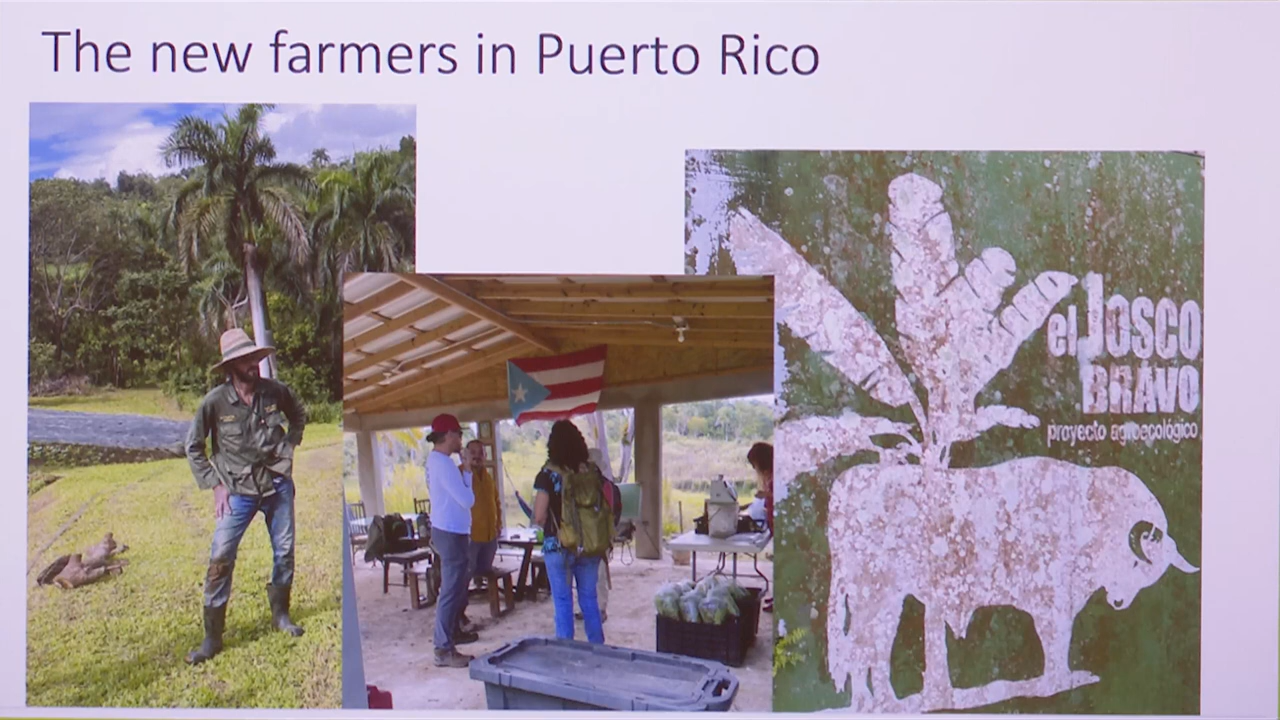 The new farmers in Puerto Rico
el Josco
BRAVO
proyecto agroecológico